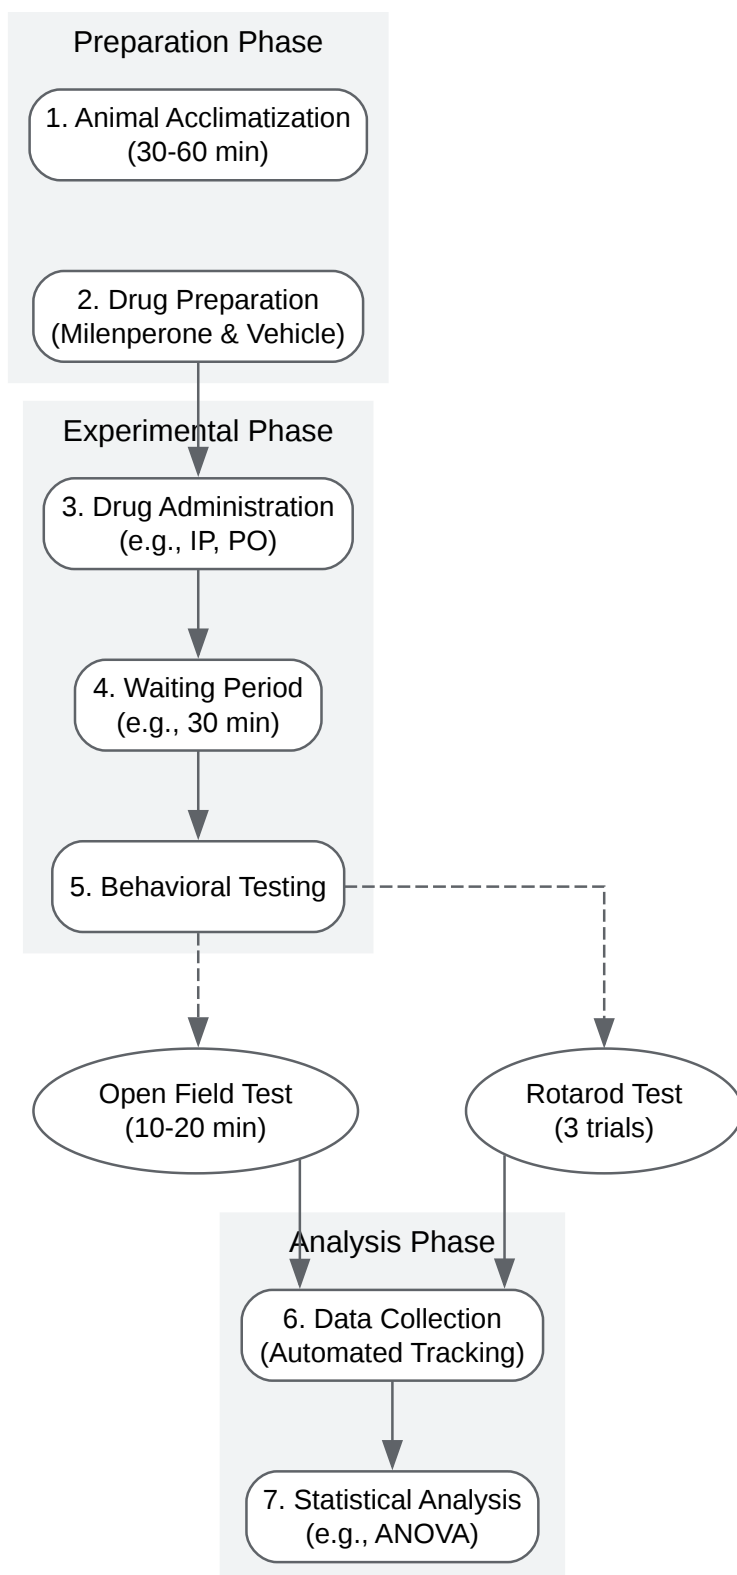 Preparation Phase
1. Animal Acclimatization
(30-60 min)
2. Drug Preparation
(Milenperone & Vehicle)
Experimental Phase
3. Drug Administration
(e.g., IP, PO)
4. Waiting Period
(e.g., 30 min)
5. Behavioral Testing
Open Field Test
(10-20 min)
Rotarod Test
(3 trials)
Analysis Phase
6. Data Collection
(Automated Tracking)
7. Statistical Analysis
(e.g., ANOVA)